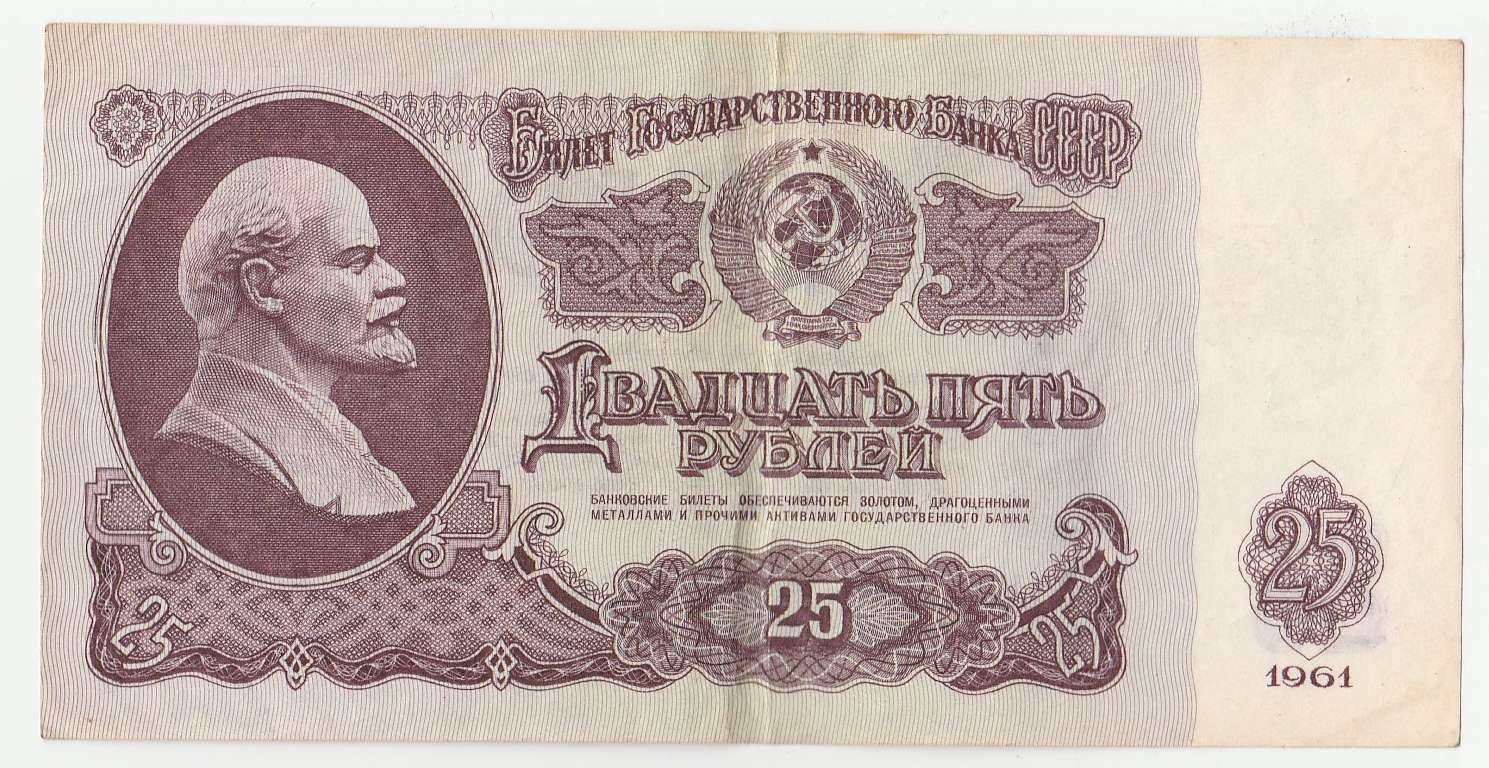 Билет Государственного Банка СССР
Двадцать пять
рублей
БАНКОВСКИЕ БИЛЕТЫ ОБЕСПЕЧИВАЮТСЯ ЗОЛОТОМ, ДРАГОЦЕННЫМИ
МЕТАЛЛАМИ И ПРОЧИМИ АКТИВАМИ ГОСУДАРСТВЕННОГО БАНКА
25
25
25
25
1961